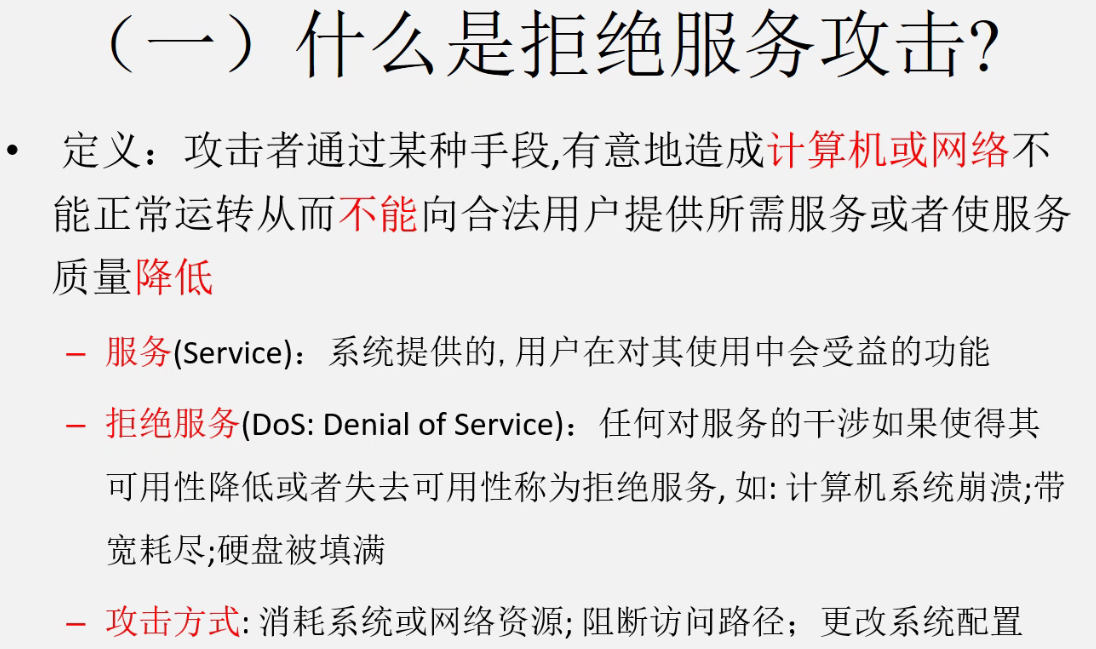 （一）什么是拒绝服务攻击?
• 定义：攻击者通过某种手段,有意地造成计算机或网络不
能正常运转从而不能向合法用户提供所需服务或者使服务
质量降低
– 服务(Service)：系统提供的, 用户在对其使用中会受益的功能
– 拒绝服务(DoS: Denial of Service)：任何对服务的干涉如果使得其
可用性降低或者失去可用性称为拒绝服务, 如: 计算机系统崩溃;带
宽耗尽;硬盘被填满
– 攻击方式: 消耗系统或网络资源; 阻断访问路径；更改系统配置